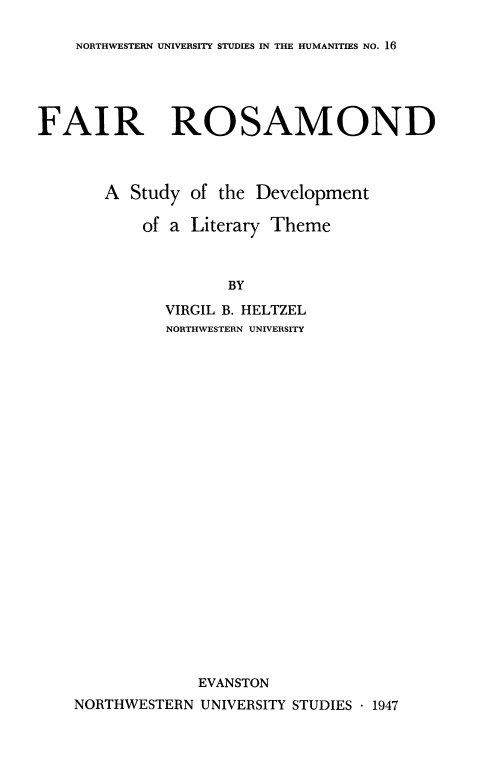 NORTHWESTERN UNIVERSITY STUDIES IN THE HUMANITIES NO. 16
FAIR ROSAMOND
A Study of the Development
of a Literary Theme
BY
VIRGIL B. HELTZEL
NORTHWESTERN UNIVERSITY
EVANSTON
NORTHWESTERN UNIVERSITY STUDIES · 1947